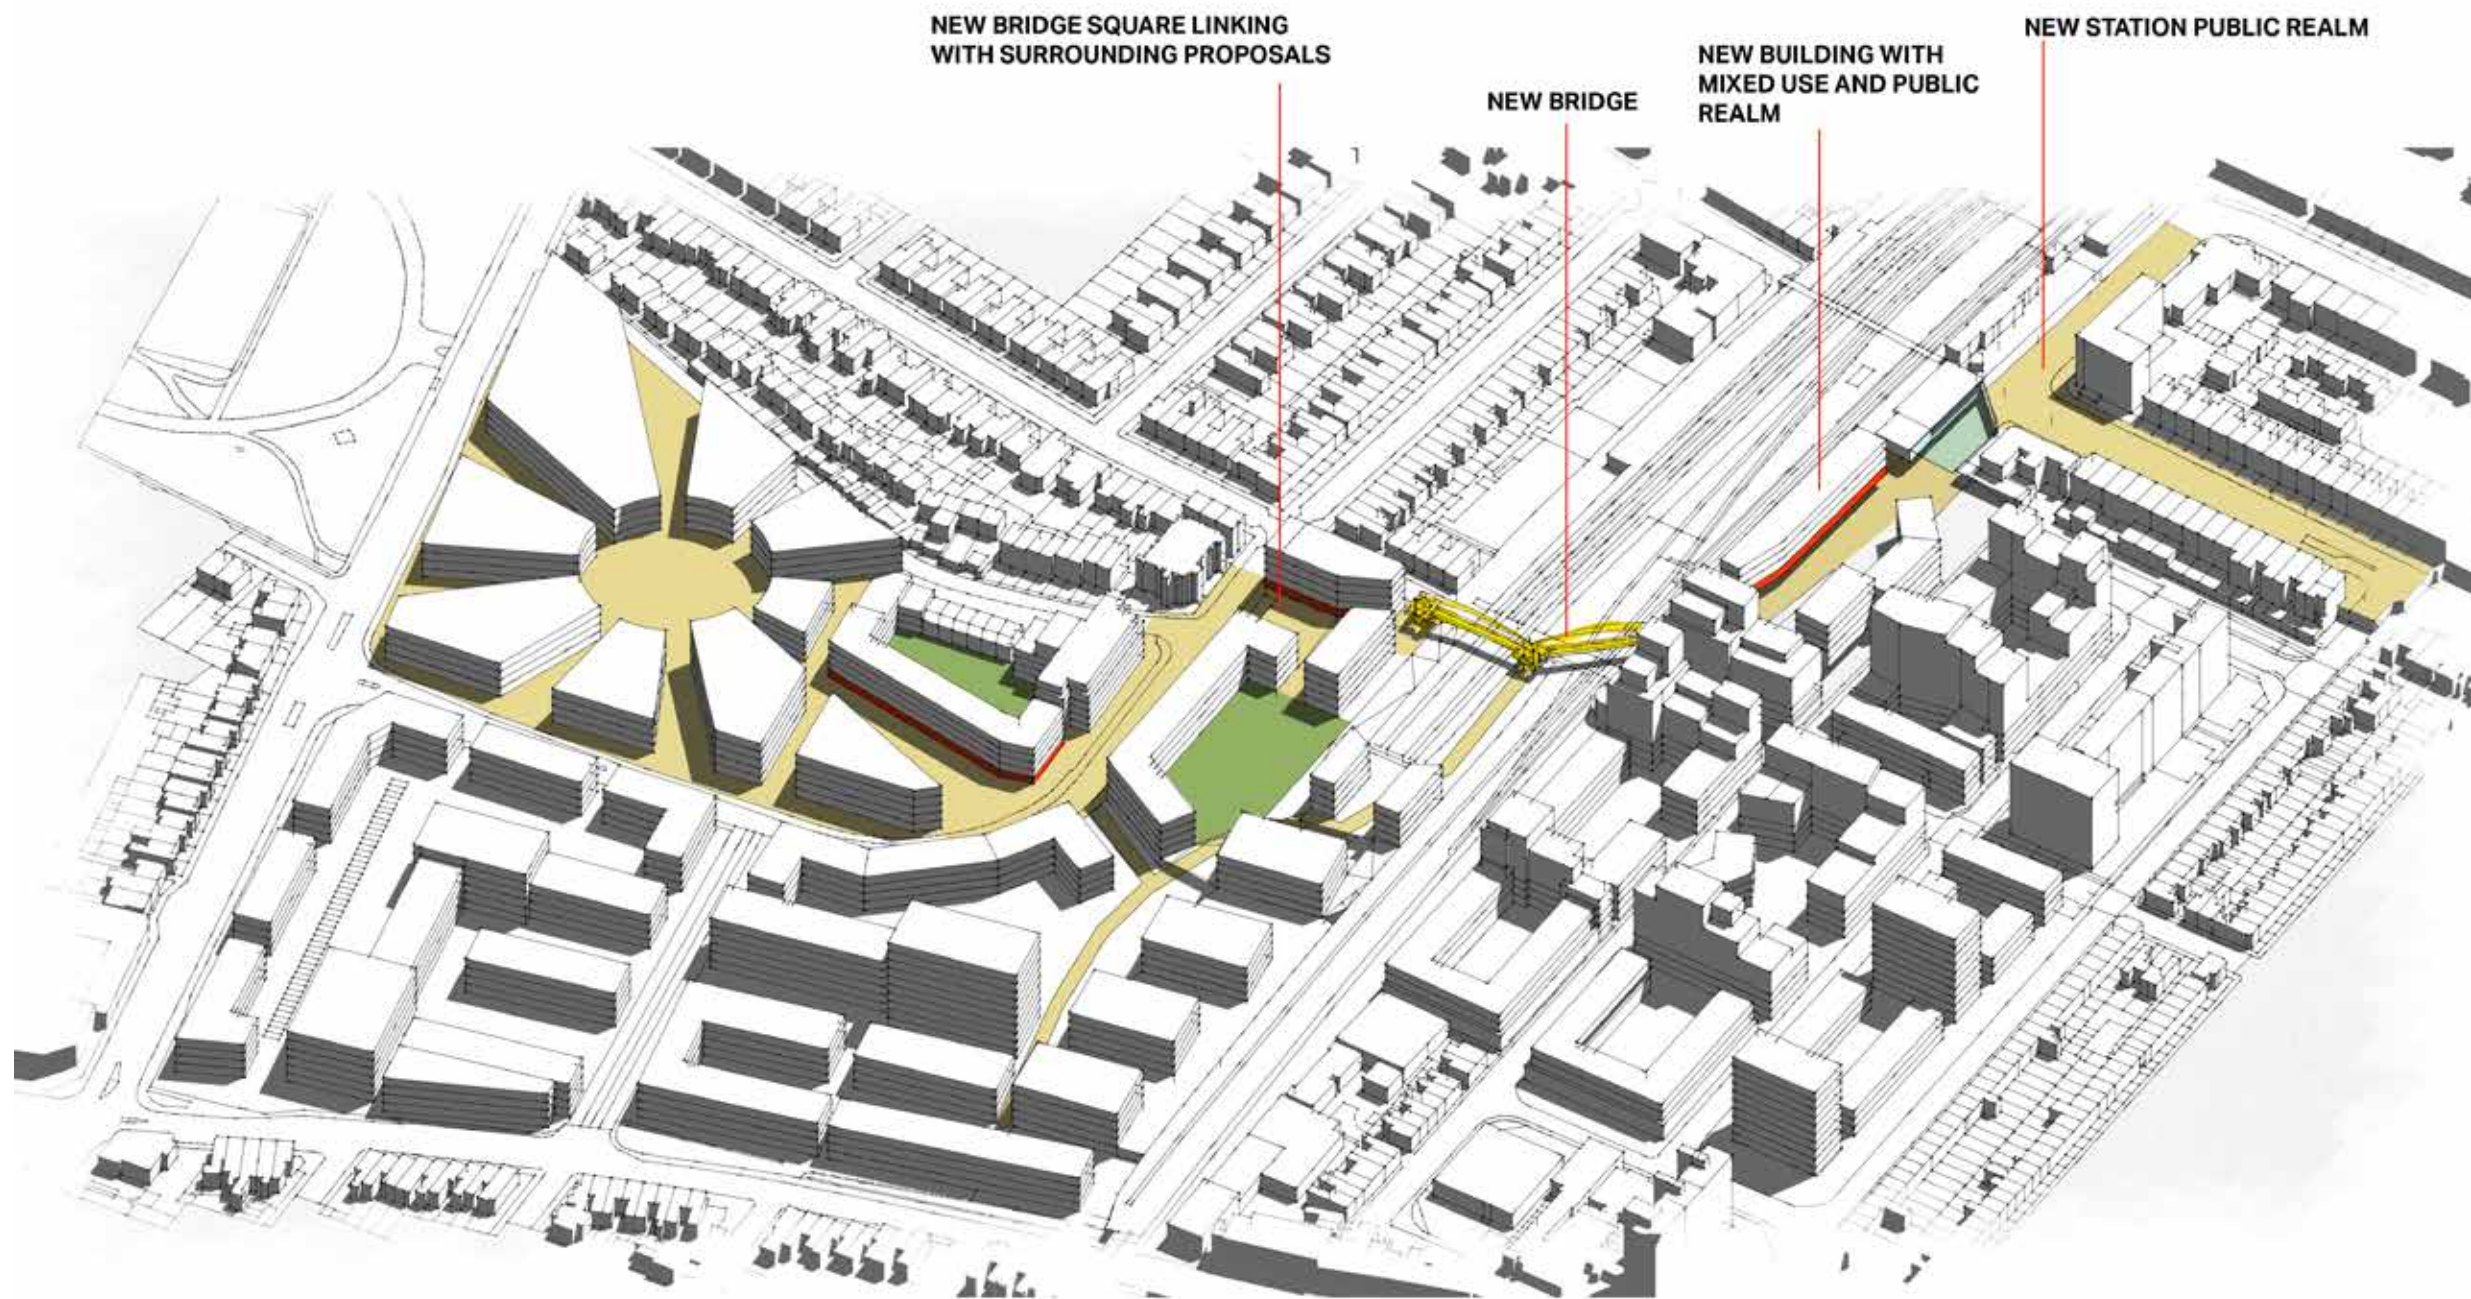 NEW BRIDGE SQUARE LINKING
WITH SURROUNDING PROPOSALS
NEW BRIDGE
NEW BUILDING WITH
MIXED USE AND PUBLIC
REALM
NEW STATION PUBLIC REALM